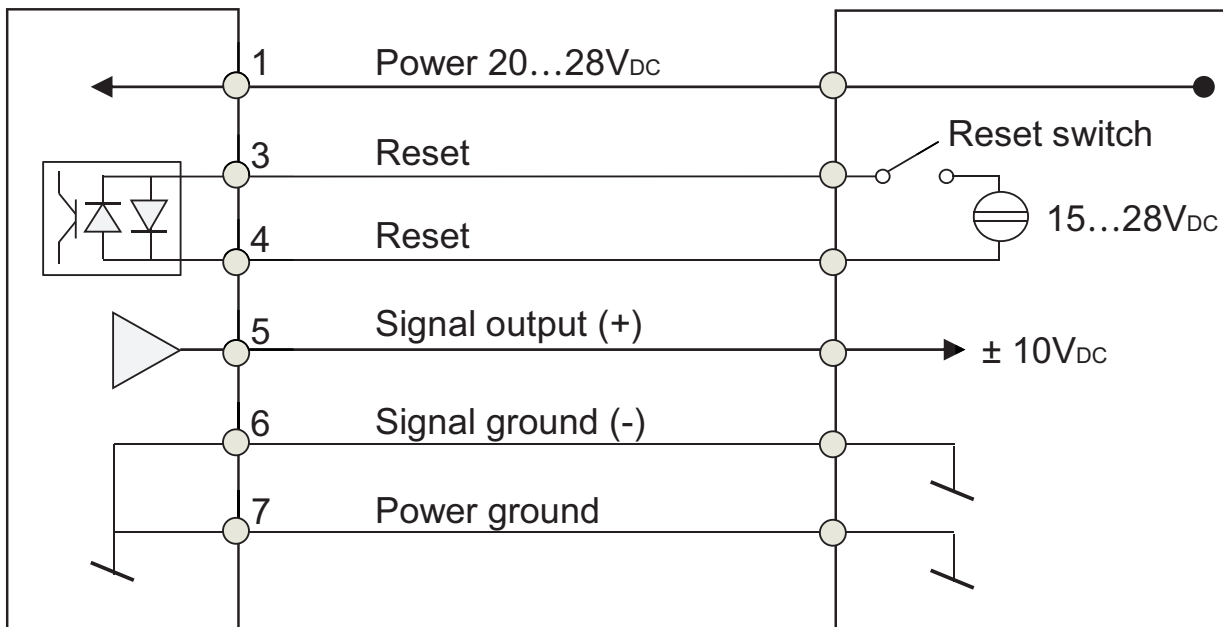 1 Power 20...28VDC
3 Reset
Reset switch
4 Reset
15...28VDC
5 Signal output (+)
± 10VDC
6 Signal ground (-)
7 Power ground